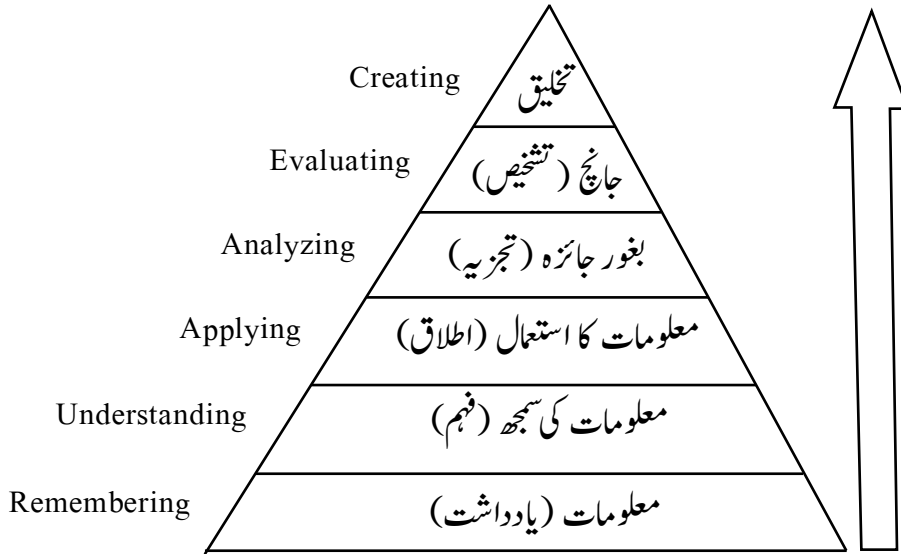 Creating تخلیق
Evaluating جانچ (تشخیص)
Analyzing بغور جائزہ (تجزیہ)
Applying معلومات کا استعمال (اطلاق)
Understanding معلومات کی سمجھ (فہم)
Remembering معلومات (یادداشت)